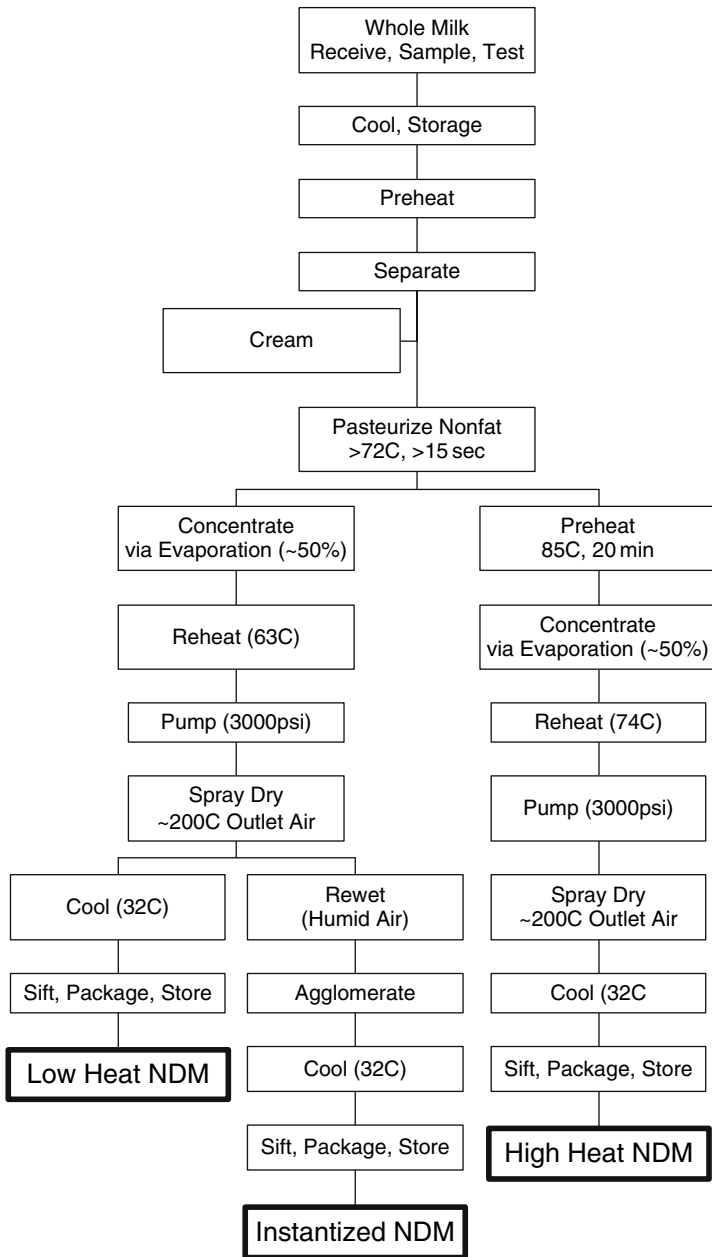 Whole Milk
Receive, Sample, Test
Cool, Storage
Preheat
Separate
Cream
Pasteurize Nonfat
>72C, >15 sec
Concentrate
via Evaporation (~50%)
Reheat (63C)
Pump (3000psi)
Spray Dry
~200C Outlet Air
Cool (32C)
Sift, Package, Store
Low Heat NDM
Rewet
(Humid Air)
Agglomerate
Cool (32C)
Sift, Package, Store
Instantized NDM
Preheat
85C, 20 min
Concentrate
via Evaporation (~50%)
Reheat (74C)
Pump (3000psi)
Spray Dry
~200C Outlet Air
Cool (32C
Sift, Package, Store
High Heat NDM